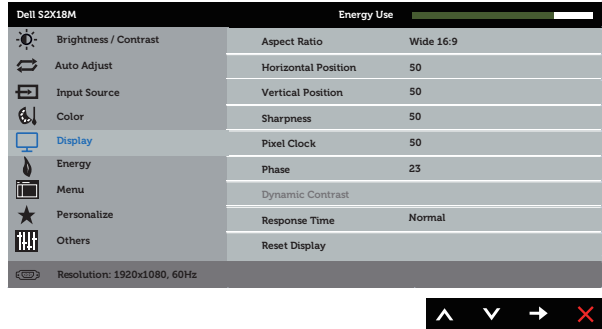 Dell S2X18M Energy Use
Brightness / Contrast
Auto Adjust
Input Source
Color
Display
Energy
Menu
Personalize
Others
Aspect Ratio Wide 16:9
Horizontal Position 50
Vertical Position 50
Sharpness 50
Pixel Clock 50
Phase 23
Dynamic Contrast
Response Time Normal
Reset Display
Resolution: 1920x1080, 60Hz